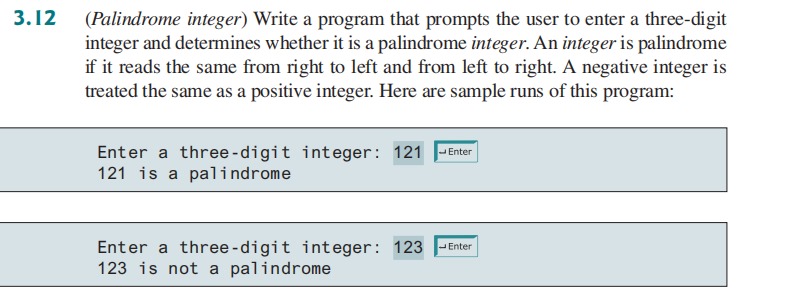 3.12 (Palindrome integer) Write a program that prompts the user to enter a three-digit
integer and determines whether it is a palindrome integer. An integer is palindrome
if it reads the same from right to left and from left to right. A negative integer is
treated the same as a positive integer. Here are sample runs of this program:
Enter a three-digit integer: 121 ↵Enter
121 is a palindrome
Enter a three-digit integer: 123 ↵Enter
123 is not a palindrome